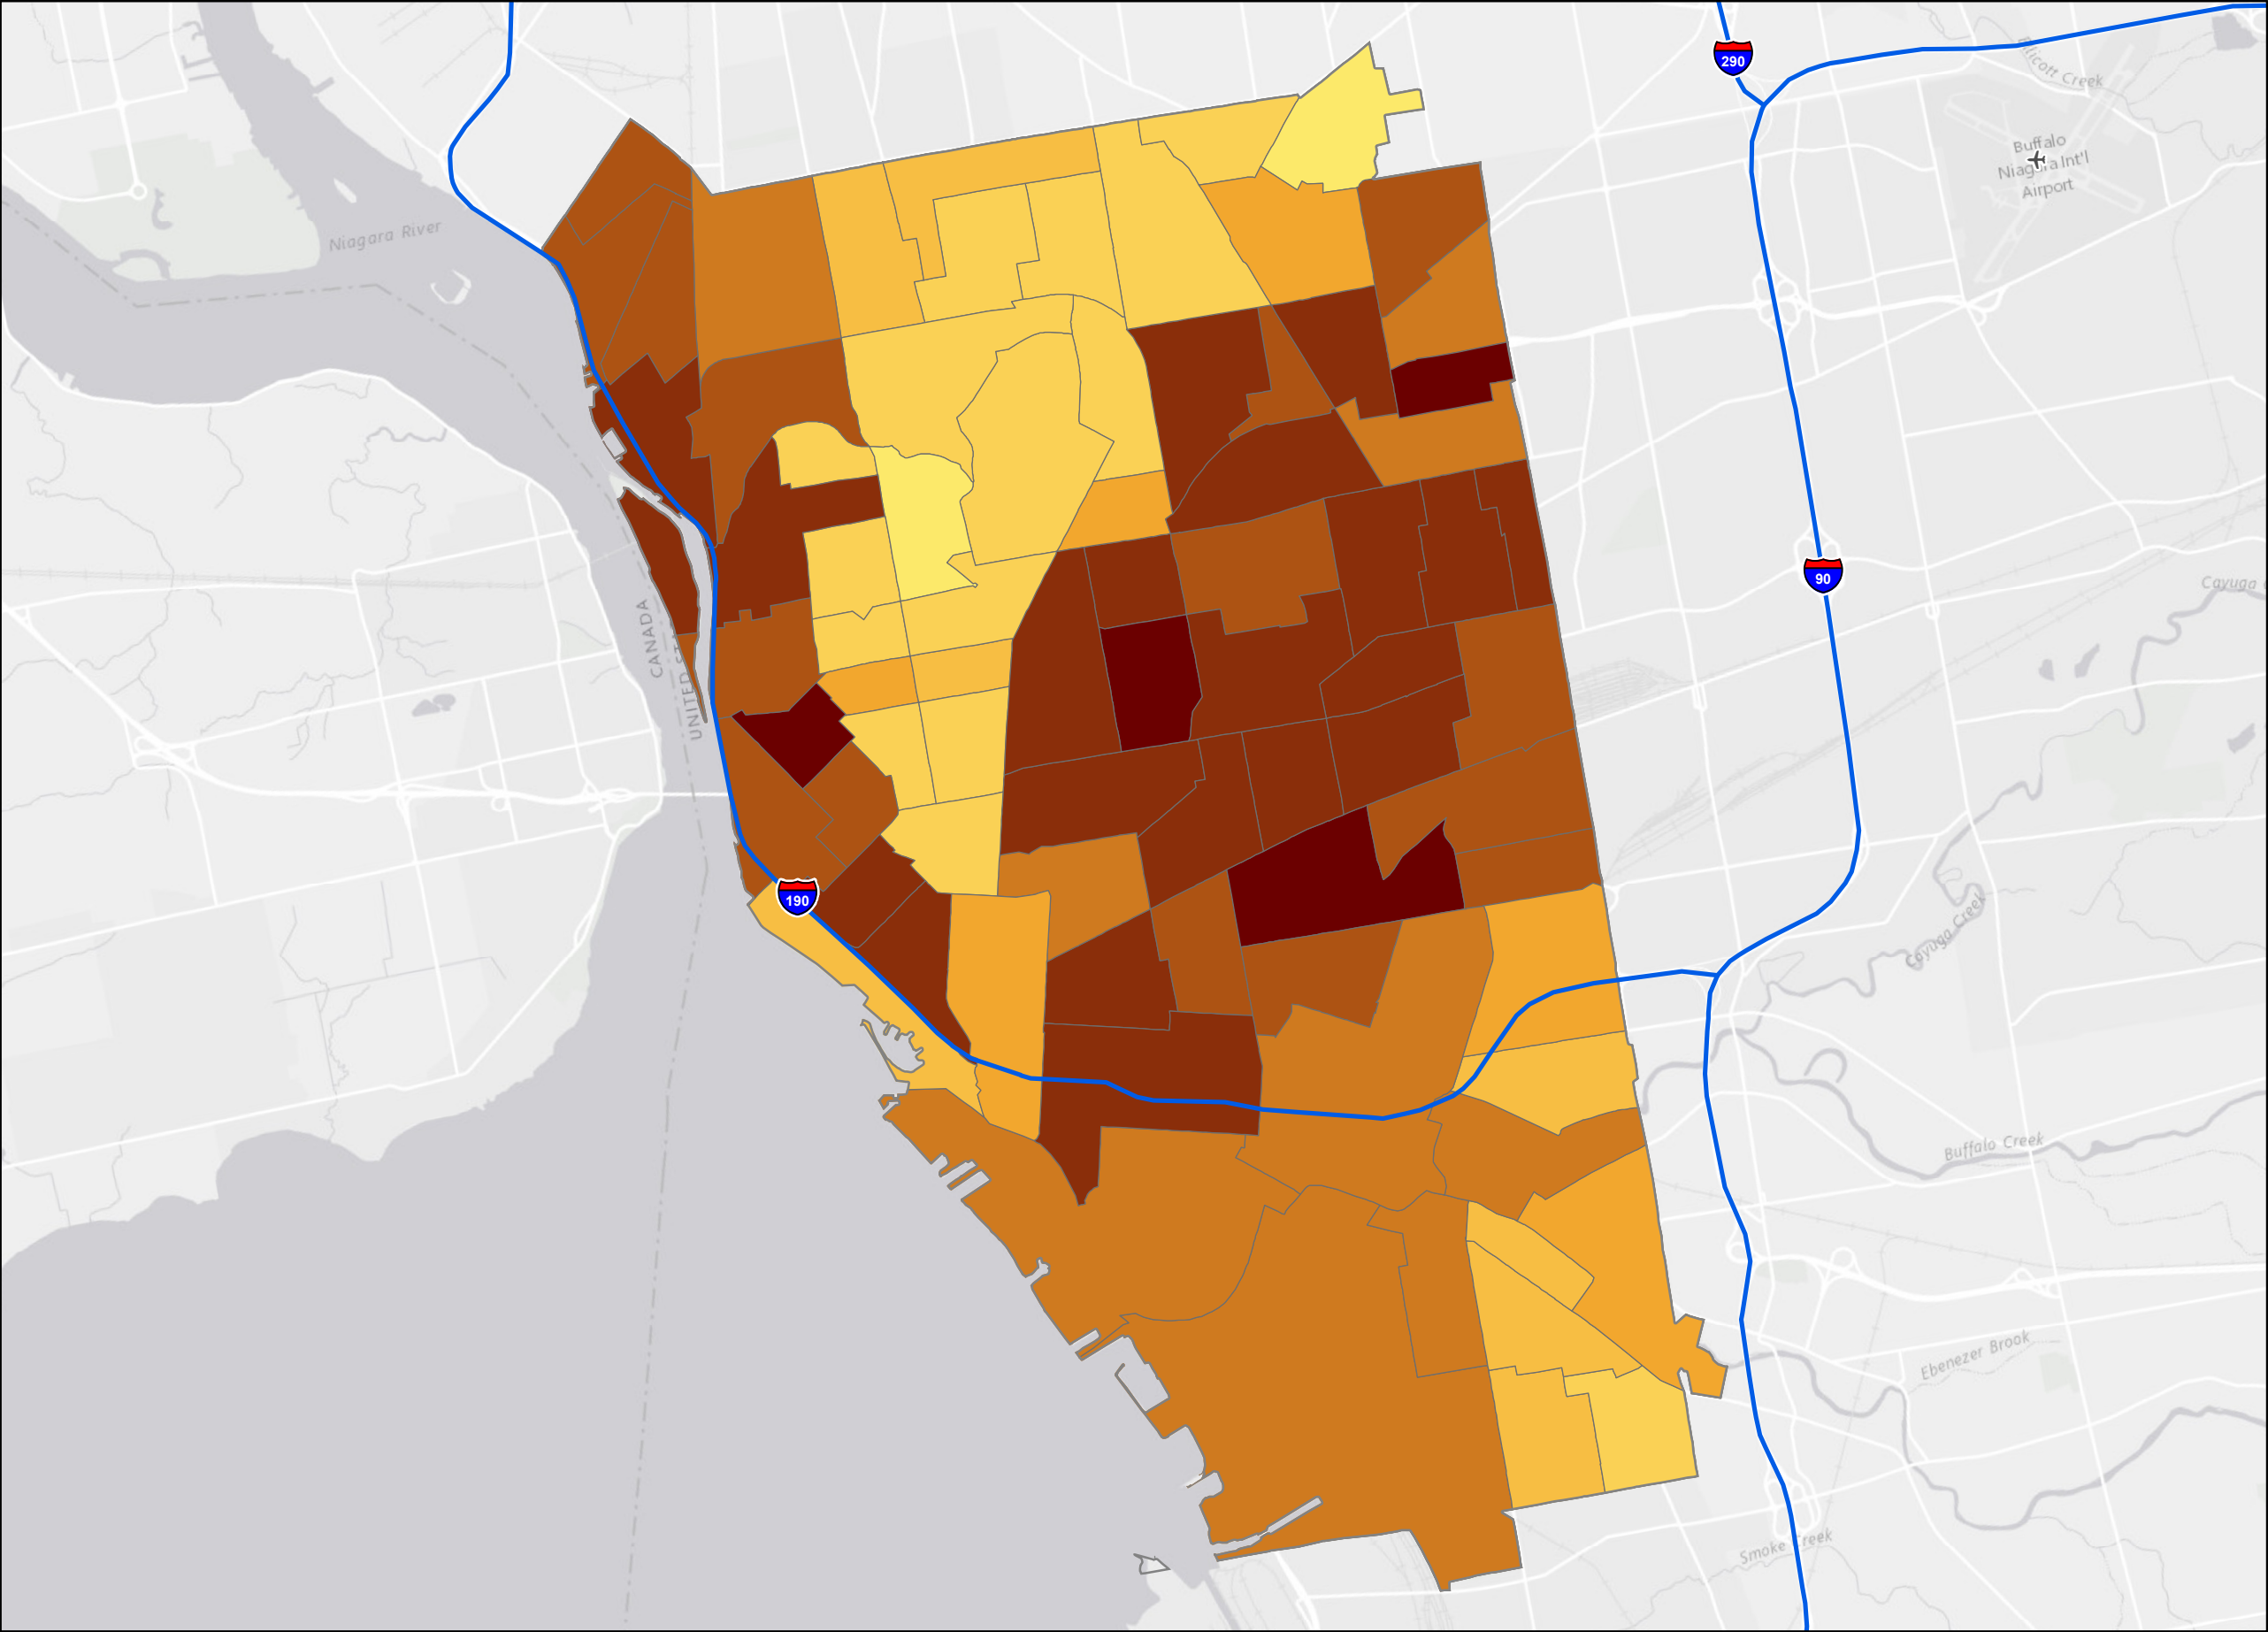 290
Ellicott Creek
Buffalo
Niagara Int'l
Airport
Niagara River
90
Cayuga
CANADA
UNITED ST
190
Cayuga Creek
Buffalo Creek
Ebenezer Brook
Smoke Creek